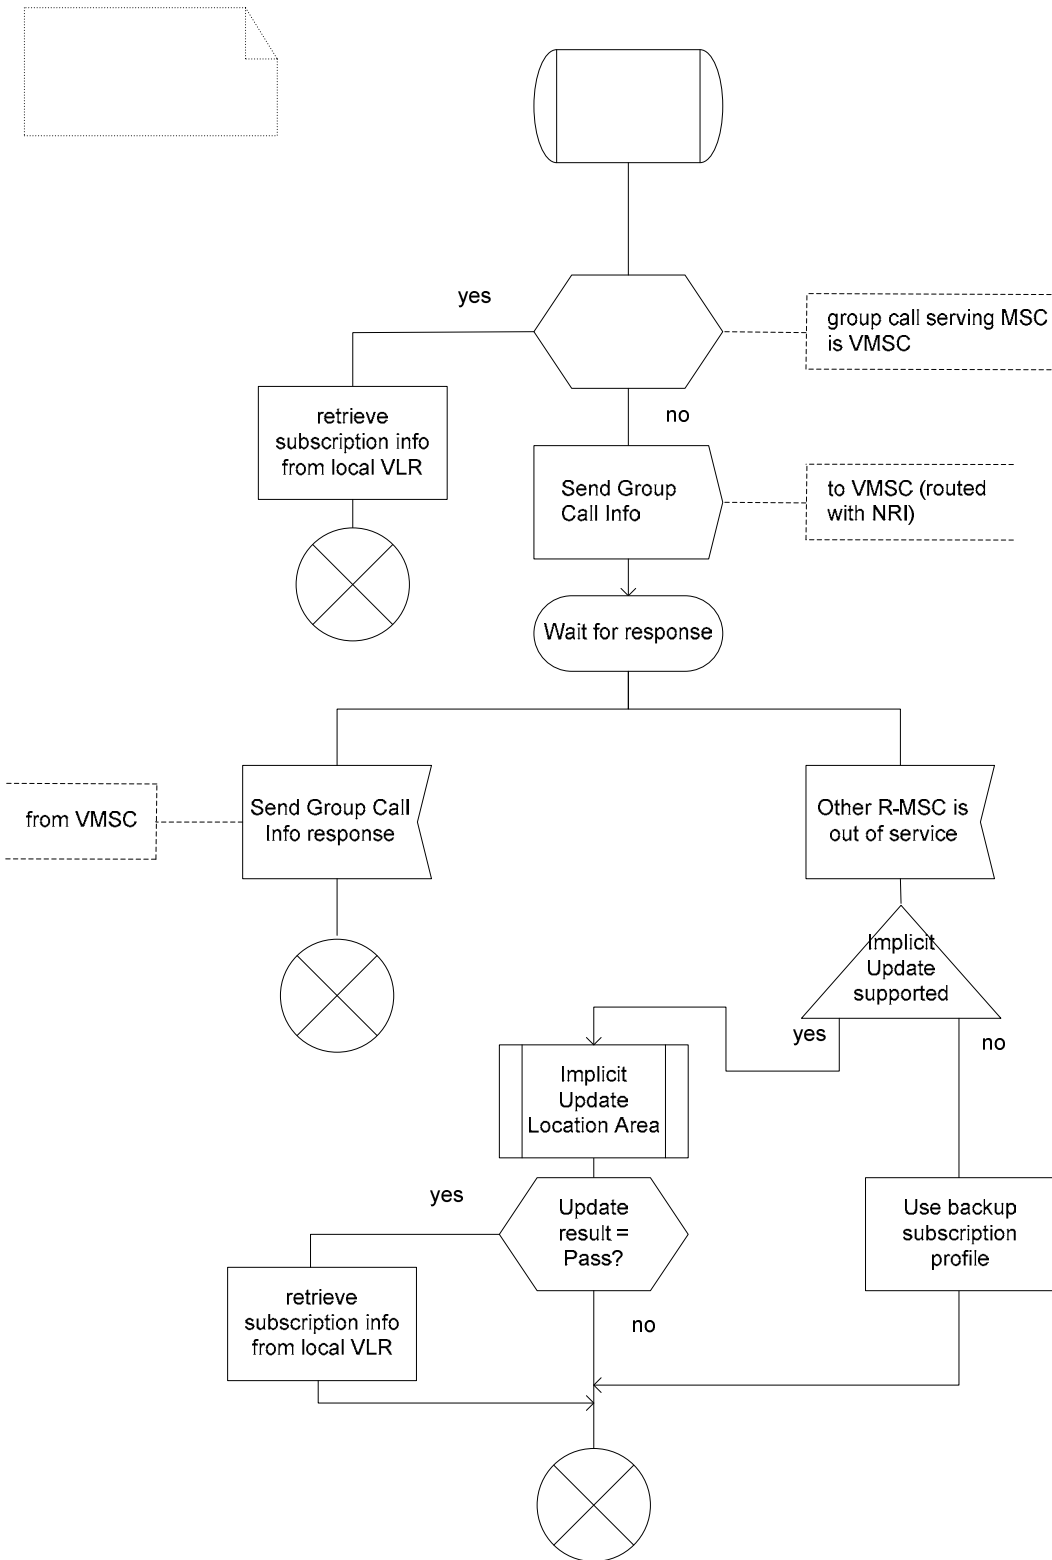 yes
group call serving MSC
is VMSC
retrieve
subscription info
from local VLR
no
Send Group
Call Info
to VMSC (routed
with NRI)
Wait for response
from VMSC
Send Group Call
Info response
Other R-MSC is
out of service
Implicit
Update
supported
yes
no
Implicit
Update
Location Area
yes
Update
result =
Pass?
Use backup
subscription
profile
retrieve
subscription info
from local VLR
no